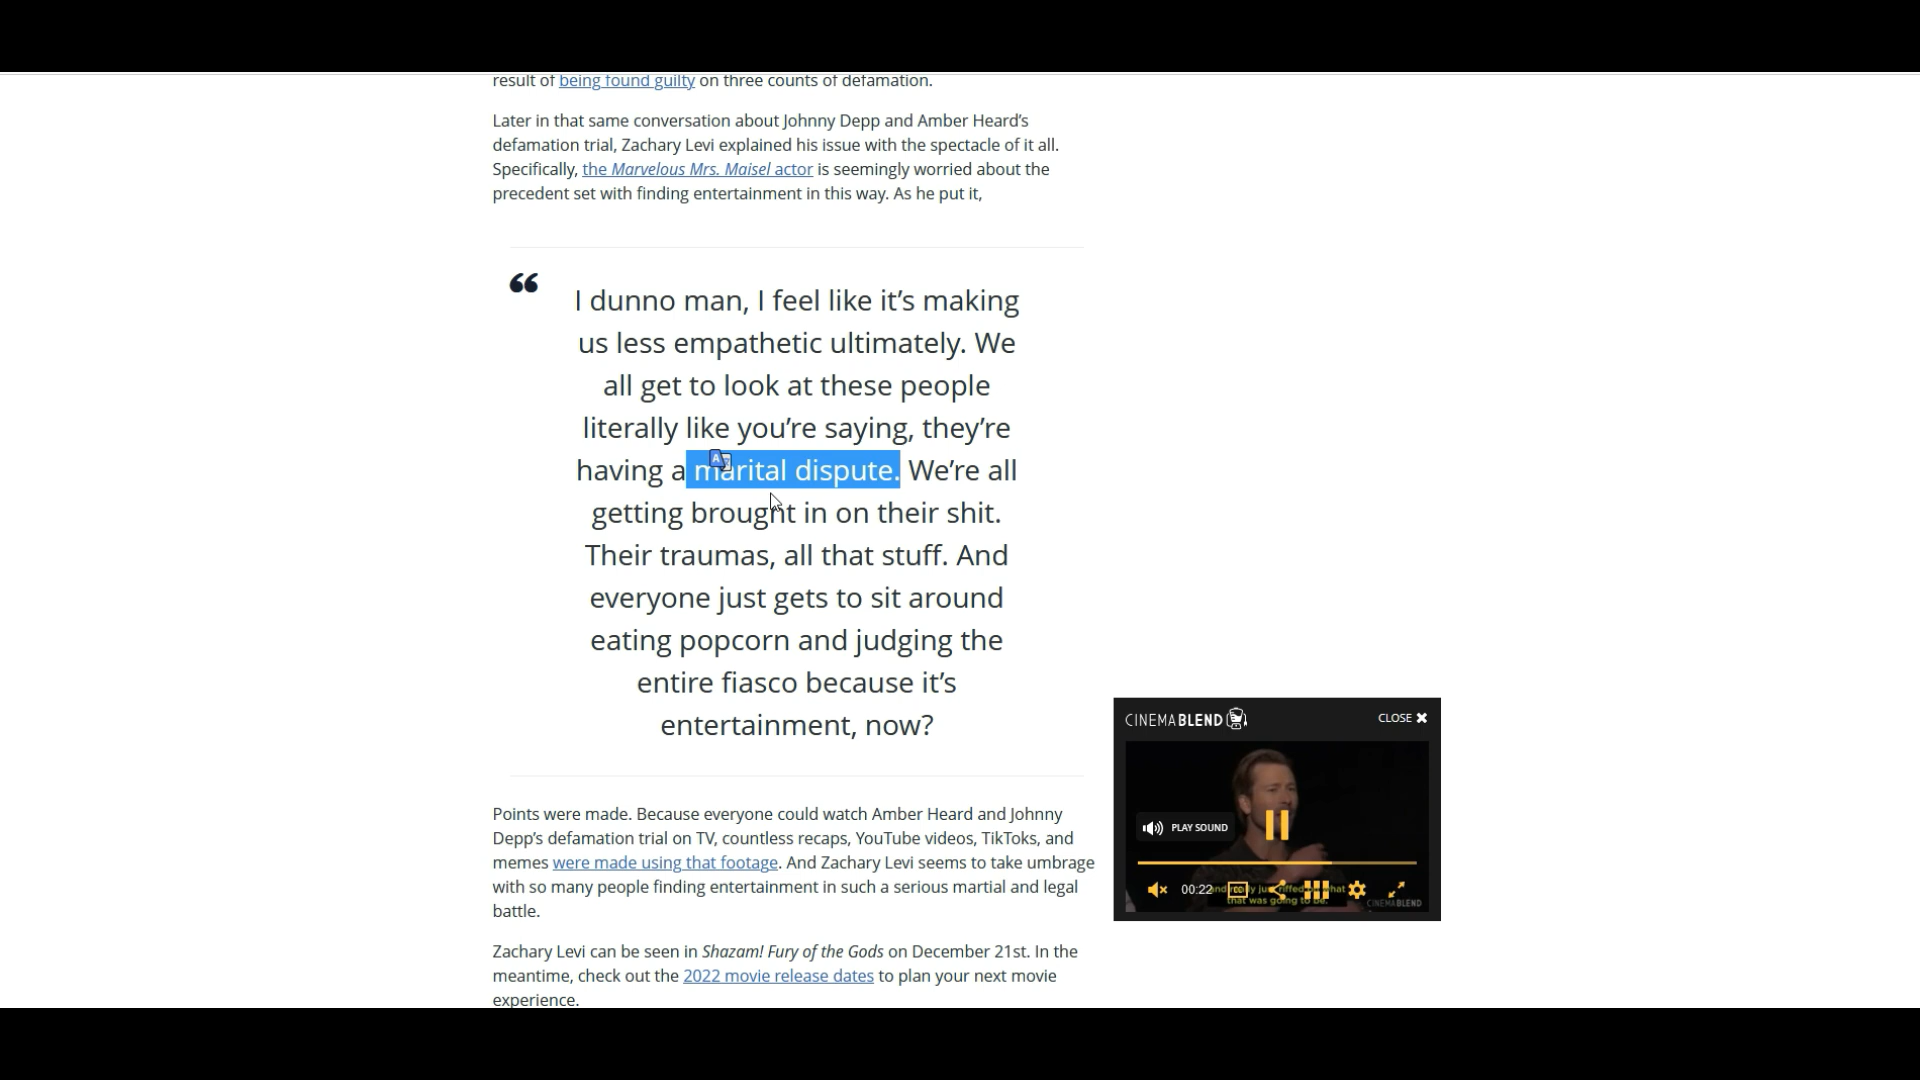 result of being found guilty on three counts of defamation.
Later in that same conversation about Johnny Depp and Amber Heard’s
defamation trial, Zachary Levi explained his issue with the spectacle of it all.
Specifically, the Marvelous Mrs. Maisel actor is seemingly worried about the
precedent set with finding entertainment in this way. As he put it,
“
I dunno man, I feel like it’s making
us less empathetic ultimately. We
all get to look at these people
literally like you’re saying, they’re
having a marital dispute. We’re all
getting brought in on their shit.
Their traumas, all that stuff. And
everyone just gets to sit around
eating popcorn and judging the
entire fiasco because it’s
entertainment, now?
Points were made. Because everyone could watch Amber Heard and Johnny
Depp’s defamation trial on TV, countless recaps, YouTube videos, TikToks, and
memes were made using that footage. And Zachary Levi seems to take umbrage
with so many people finding entertainment in such a serious martial and legal
battle.
Zachary Levi can be seen in Shazam! Fury of the Gods on December 21st. In the
meantime, check out the 2022 movie release dates to plan your next movie
experience.
CINEMABLEND
CLOSE
PLAY SOUND
00:22
that was going to be.
CINEMABLEND